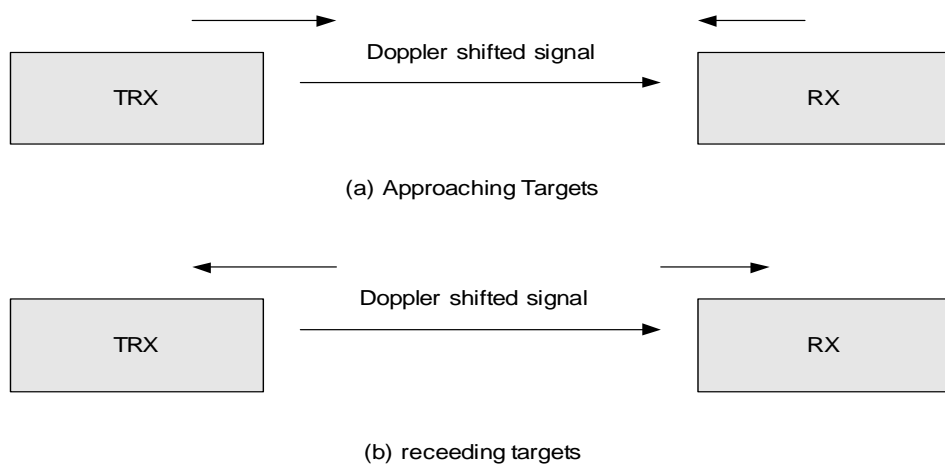 Doppler shifted signal
TRX
RX
(a) Approaching Targets
Doppler shifted signal
TRX
RX
(b) receeding targets